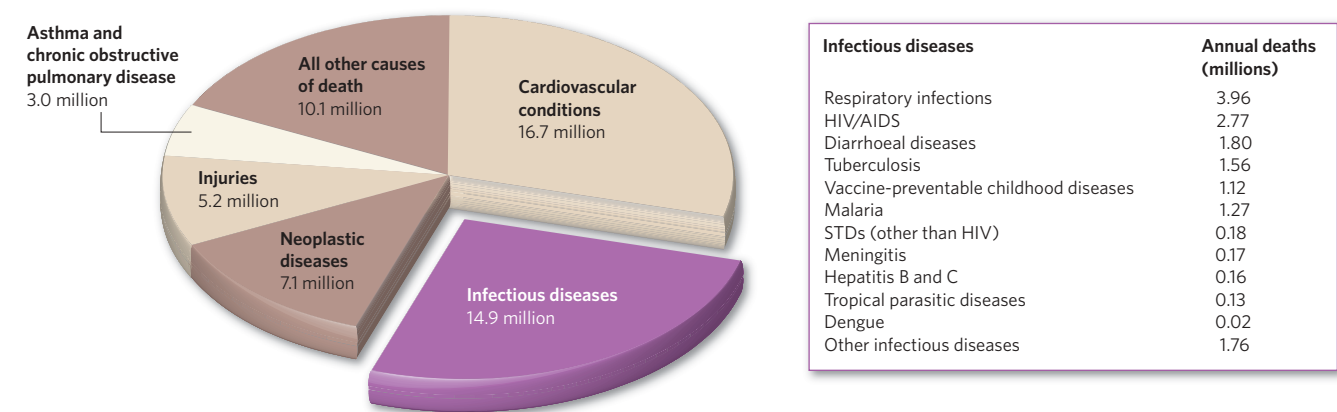 Asthma and
chronic obstructive
pulmonary disease
3.0 million
All other causes
of death
10.1 million
Cardiovascular
conditions
16.7 million
Injuries
5.2 million
Neoplastic
diseases
7.1 million
Infectious diseases
14.9 million
Infectious diseases Annual deaths
(millions)
Respiratory infections 3.96
HIV/AIDS 2.77
Diarrhoeal diseases 1.80
Tuberculosis 1.56
Vaccine-preventable childhood diseases 1.12
Malaria 1.27
STDs (other than HIV) 0.18
Meningitis 0.17
Hepatitis B and C 0.16
Tropical parasitic diseases 0.13
Dengue 0.02
Other infectious diseases 1.76